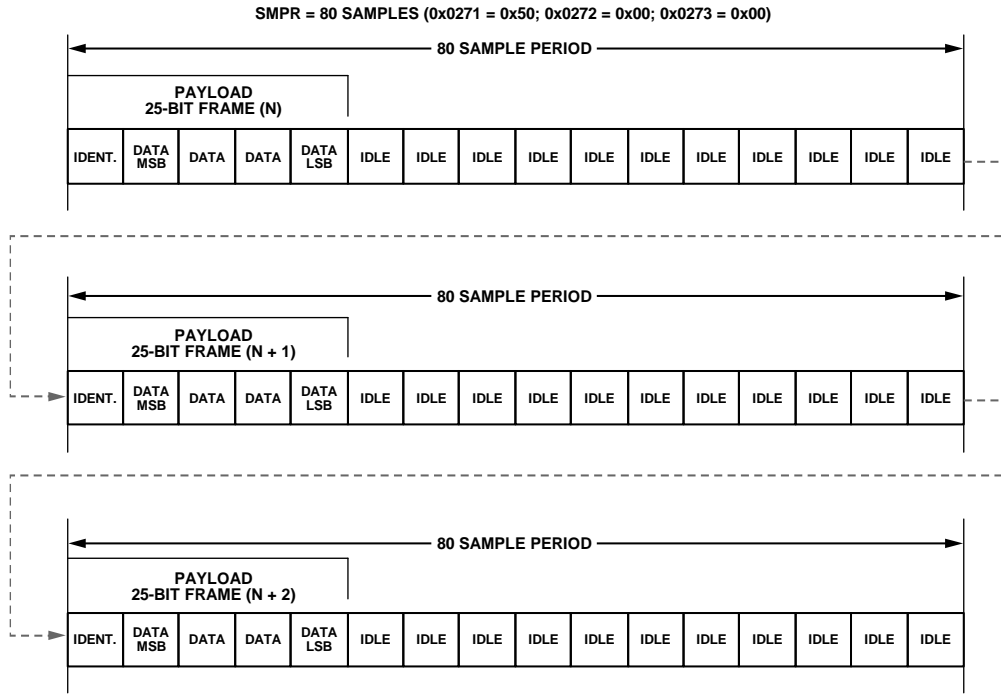 SMPR = 80 SAMPLES (0x0271 = 0x50; 0x0272 = 0x00; 0x0273 = 0x00)
80 SAMPLE PERIOD
PAYLOAD
25-BIT FRAME (N)
IDENT. DATA MSB DATA DATA DATA LSB IDLE IDLE IDLE IDLE IDLE IDLE IDLE IDLE IDLE IDLE IDLE
80 SAMPLE PERIOD
PAYLOAD
25-BIT FRAME (N + 1)
IDENT. DATA MSB DATA DATA DATA LSB IDLE IDLE IDLE IDLE IDLE IDLE IDLE IDLE IDLE IDLE IDLE
80 SAMPLE PERIOD
PAYLOAD
25-BIT FRAME (N + 2)
IDENT. DATA MSB DATA DATA DATA LSB IDLE IDLE IDLE IDLE IDLE IDLE IDLE IDLE IDLE IDLE IDLE